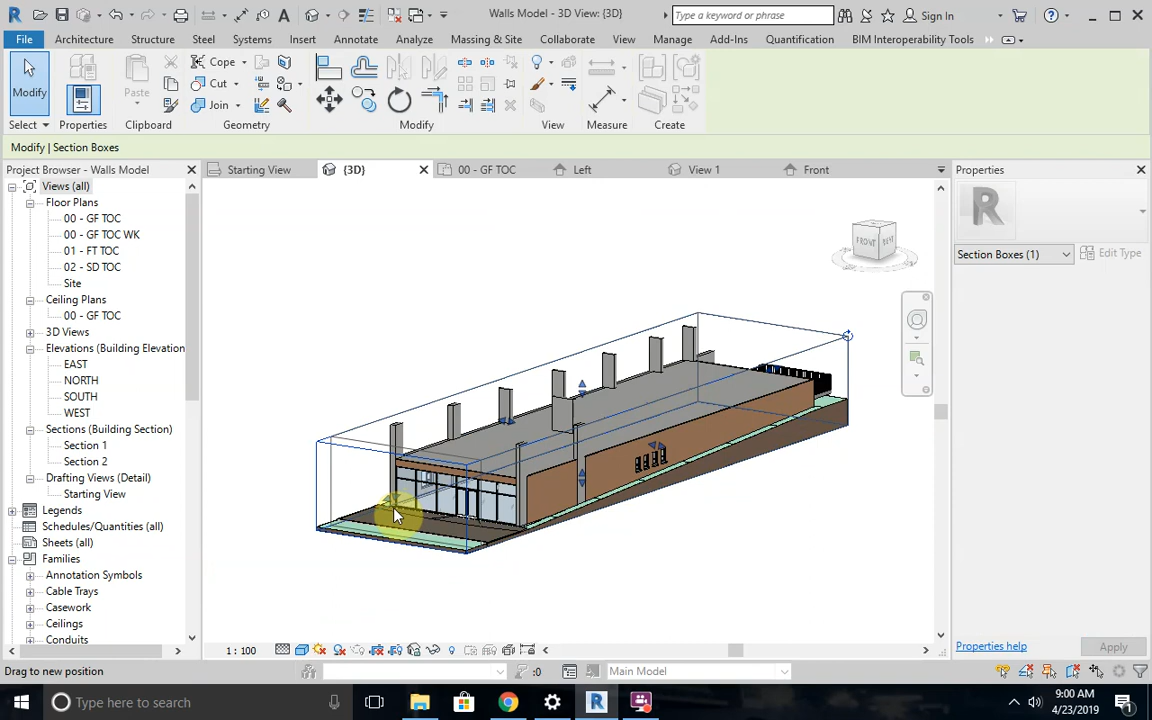 Walls Model - 3D View: {3D}
Type a keyword or phrase
Sign In
File
Architecture
Structure
Steel
Systems
Insert
Annotate
Analyze
Massing & Site
Collaborate
View
Manage
Add-Ins
Quantification
BIM Interoperability Tools
Modify
Paste
Cope
Cut
Join
Select
Properties
Clipboard
Geometry
Modify
View
Measure
Create
Modify | Section Boxes
Project Browser - Walls Model
Starting View
{3D}
00 - GF TOC
Left
View 1
Front
Properties
Views (all)
Floor Plans
00 - GF TOC
00 - GF TOC WK
01 - FT TOC
02 - SD TOC
Site
Ceiling Plans
00 - GF TOC
3D Views
Elevations (Building Elevation
EAST
NORTH
SOUTH
WEST
Sections (Building Section)
Section 1
Section 2
Drafting Views (Detail)
Starting View
Legends
Schedules/Quantities (all)
Sheets (all)
Families
Annotation Symbols
Cable Trays
Casework
Ceilings
Conduits
FRONT
Section Boxes (1)
Edit Type
Properties help
Apply
1 : 100
Drag to new position
:0
Main Model
Type here to search
9:00 AM
4/23/2019
1